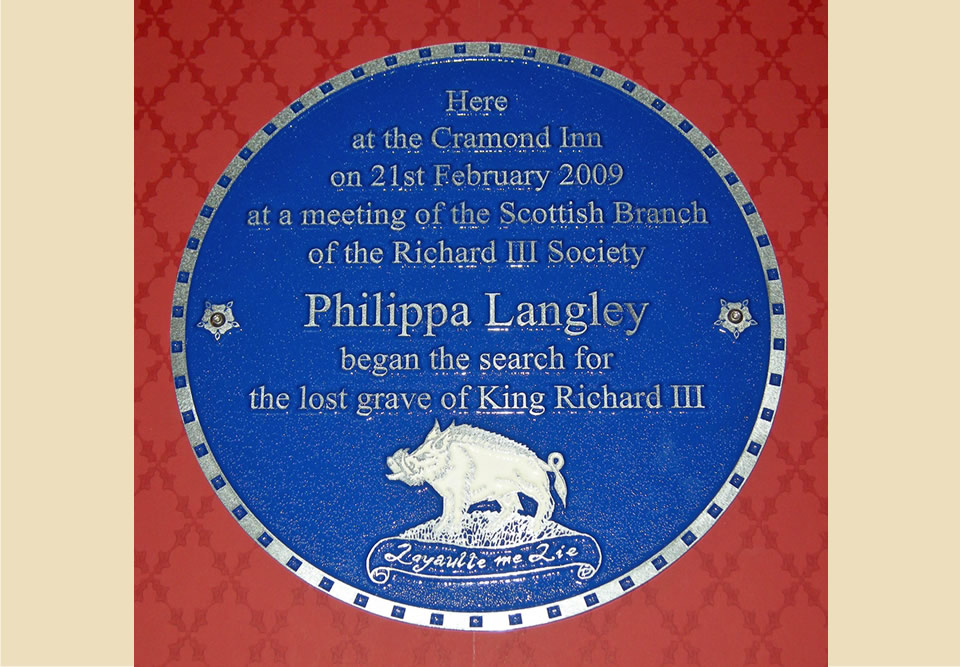 Here
at the Cramond Inn
on 21st February 2009
at a meeting of the Scottish Branch
of the Richard III Society
Philippa Langley
began the search for
the lost grave of King Richard III
Loyaulte me Lie